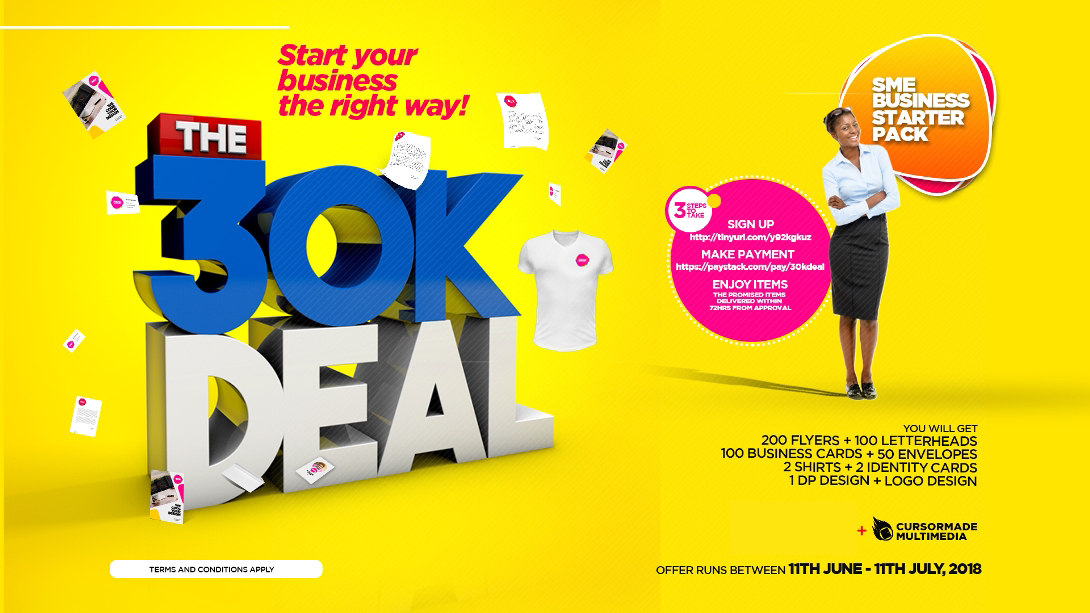 Start your
business
the right way!
THE
30K
DEAL
SME
BUSINESS
STARTER
PACK
3 STEPS
TO
TAKE
SIGN UP
http://tinyurl.com/y92kgkuz
MAKE PAYMENT
https://paystack.com/pay/30kdeal
ENJOY ITEMS
THE PROMISED ITEMS
DELIVERED WITHIN
72HRS FROM APPROVAL
YOU WILL GET
200 FLYERS + 100 LETTERHEADS
100 BUSINESS CARDS + 50 ENVELOPES
2 SHIRTS + 2 IDENTITY CARDS
1 DP DESIGN + LOGO DESIGN
+ CURSORMADE
MULTIMEDIA
TERMS AND CONDITIONS APPLY
OFFER RUNS BETWEEN 11TH JUNE - 11TH JULY, 2018